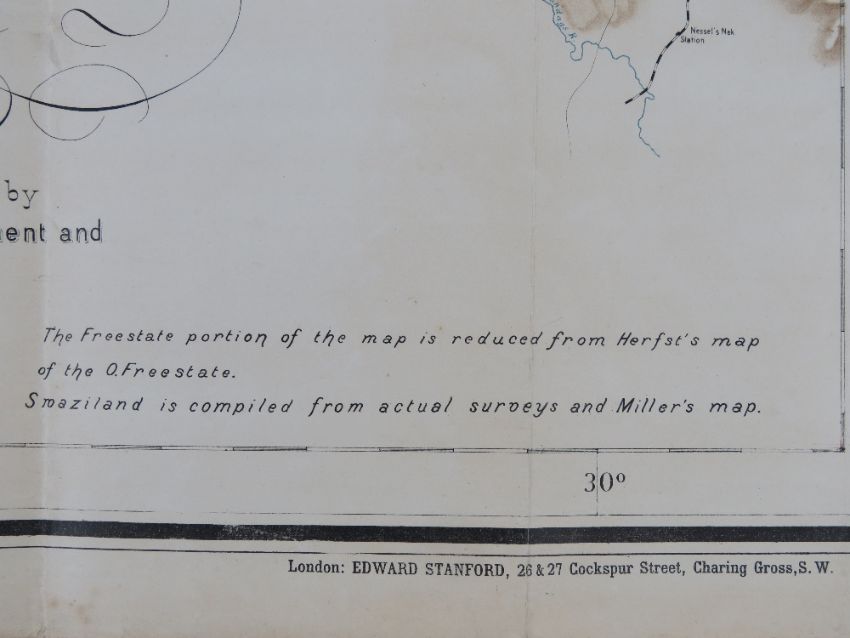 ndags R.
Nessel's Nek
Station
by
ent and
The Freestate portion of the map is reduced from Herfst's map
of the O.Freestate.
Swaziland is compiled from actual surveys and Miller's map.
30°
London: EDWARD STANFORD, 26 & 27 Cockspur Street, Charing Gross, S.W.